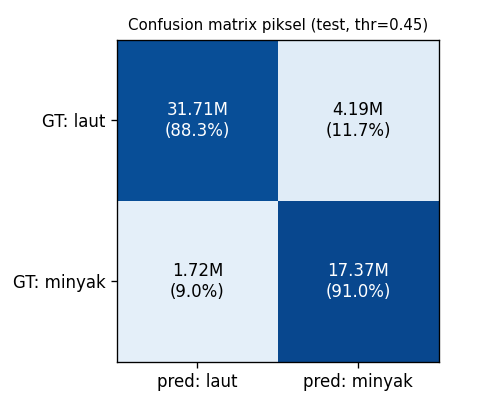 Confusion matrix piksel (test, thr=0.45)
GT: laut
31.71M
(88.3%)
4.19M
(11.7%)
GT: minyak
1.72M
(9.0%)
17.37M
(91.0%)
pred: laut
pred: minyak